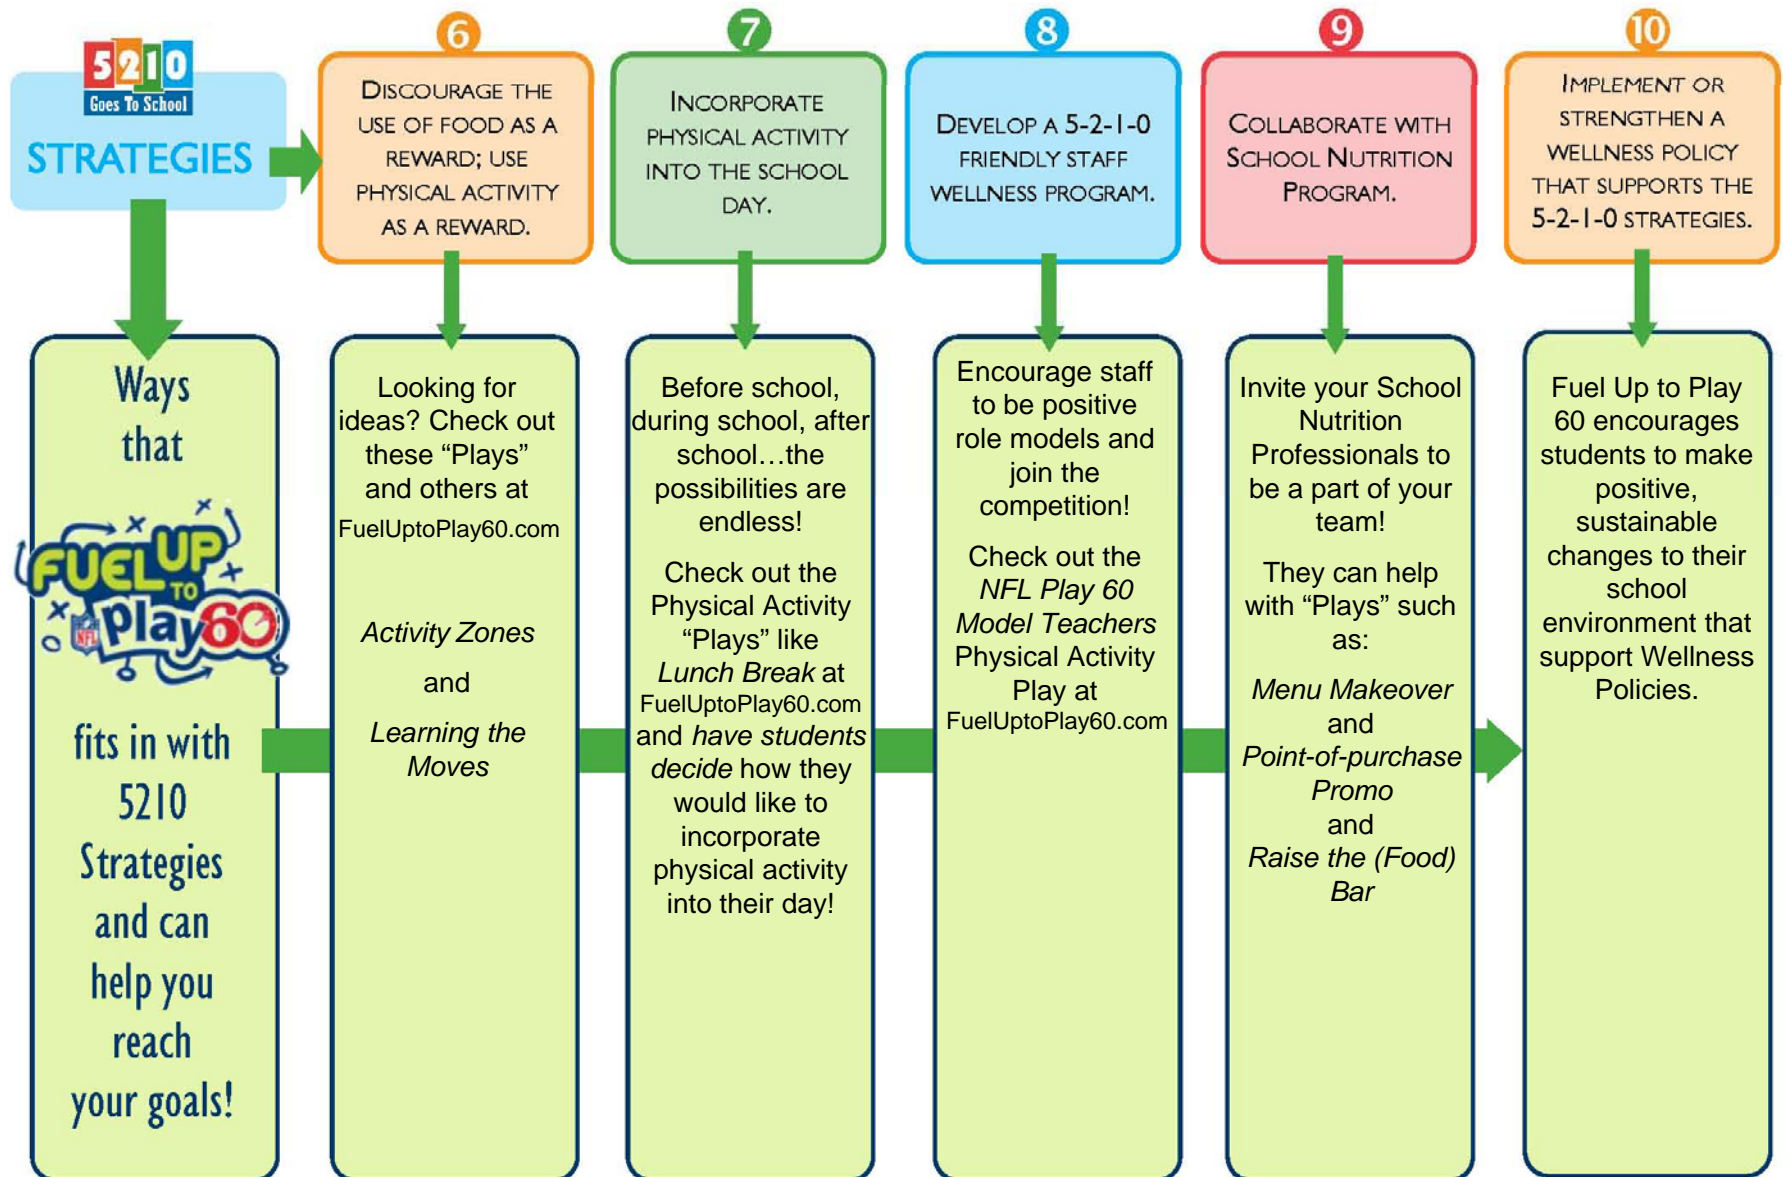 5210
Goes To School
STRATEGIES
6
DISCOURAGE THE
USE OF FOOD AS A
REWARD; USE
PHYSICAL ACTIVITY
AS A REWARD.
7
INCORPORATE
PHYSICAL ACTIVITY
INTO THE SCHOOL
DAY.
8
DEVELOP A 5-2-1-0
FRIENDLY STAFF
WELLNESS PROGRAM.
9
COLLABORATE WITH
SCHOOL NUTRITION
PROGRAM.
10
IMPLEMENT OR
STRENGTHEN A
WELLNESS POLICY
THAT SUPPORTS THE
5-2-1-0 STRATEGIES.
Ways
that
FUEL UP
TO
NFL Play 60
fits in with
5210
Strategies
and can
help you
reach
your goals!
Looking for
ideas? Check out
these “Plays”
and others at
FuelUptoPlay60.com
Activity Zones
and
Learning the
Moves
Before school,
during school, after
school…the
possibilities are
endless!
Check out the
Physical Activity
“Plays” like
Lunch Break at
FuelUptoPlay60.com
and have students
decide how they
would like to
incorporate
physical activity
into their day!
Encourage staff
to be positive
role models and
join the
competition!
Check out the
NFL Play 60
Model Teachers
Physical Activity
Play at
FuelUptoPlay60.com
Invite your School
Nutrition
Professionals to
be a part of your
team!
They can help
with “Plays” such
as:
Menu Makeover
and
Point-of-purchase
Promo
and
Raise the (Food)
Bar
Fuel Up to Play
60 encourages
students to make
positive,
sustainable
changes to their
school
environment that
support Wellness
Policies.